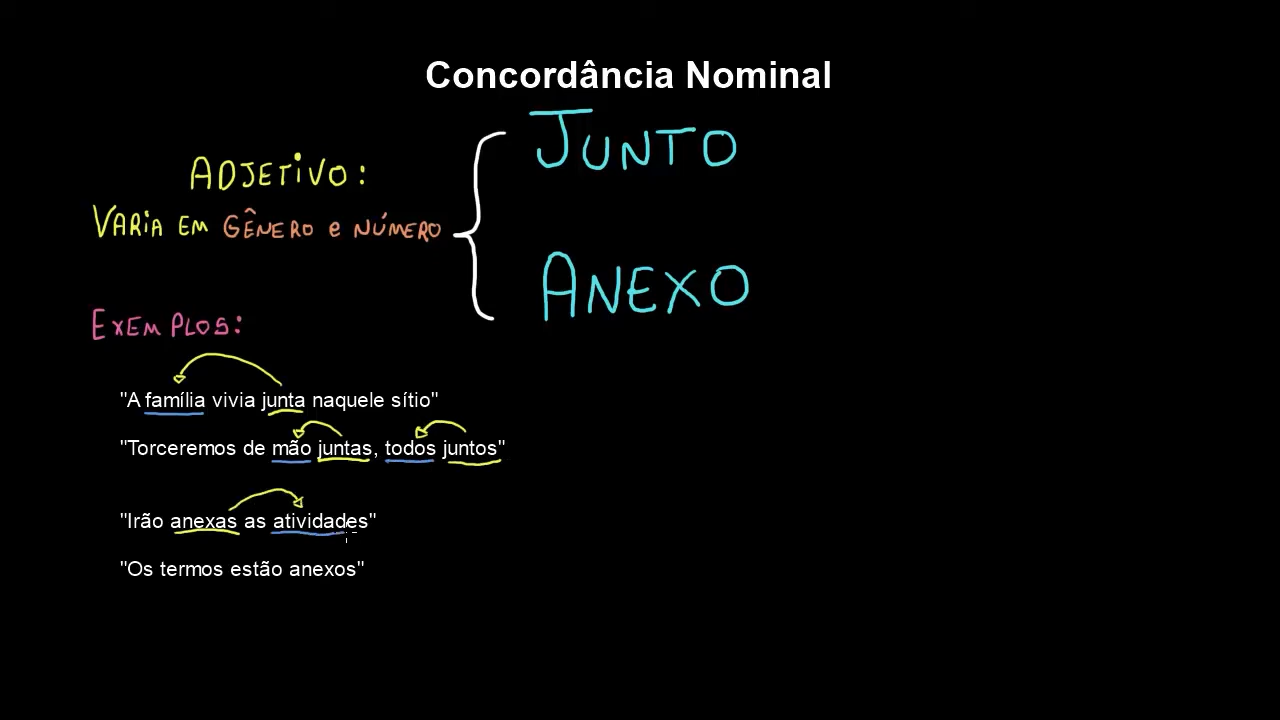 Concordância Nominal
JUNTO
ADJETIVO:
VARIA EM GÊNERO e NÚMERO
ANEXO
EXEMPLOS:
"A família vivia junta naquele sítio"
"Torceremos de mão juntas, todos juntos"
"Irão anexas as atividades"
"Os termos estão anexos"